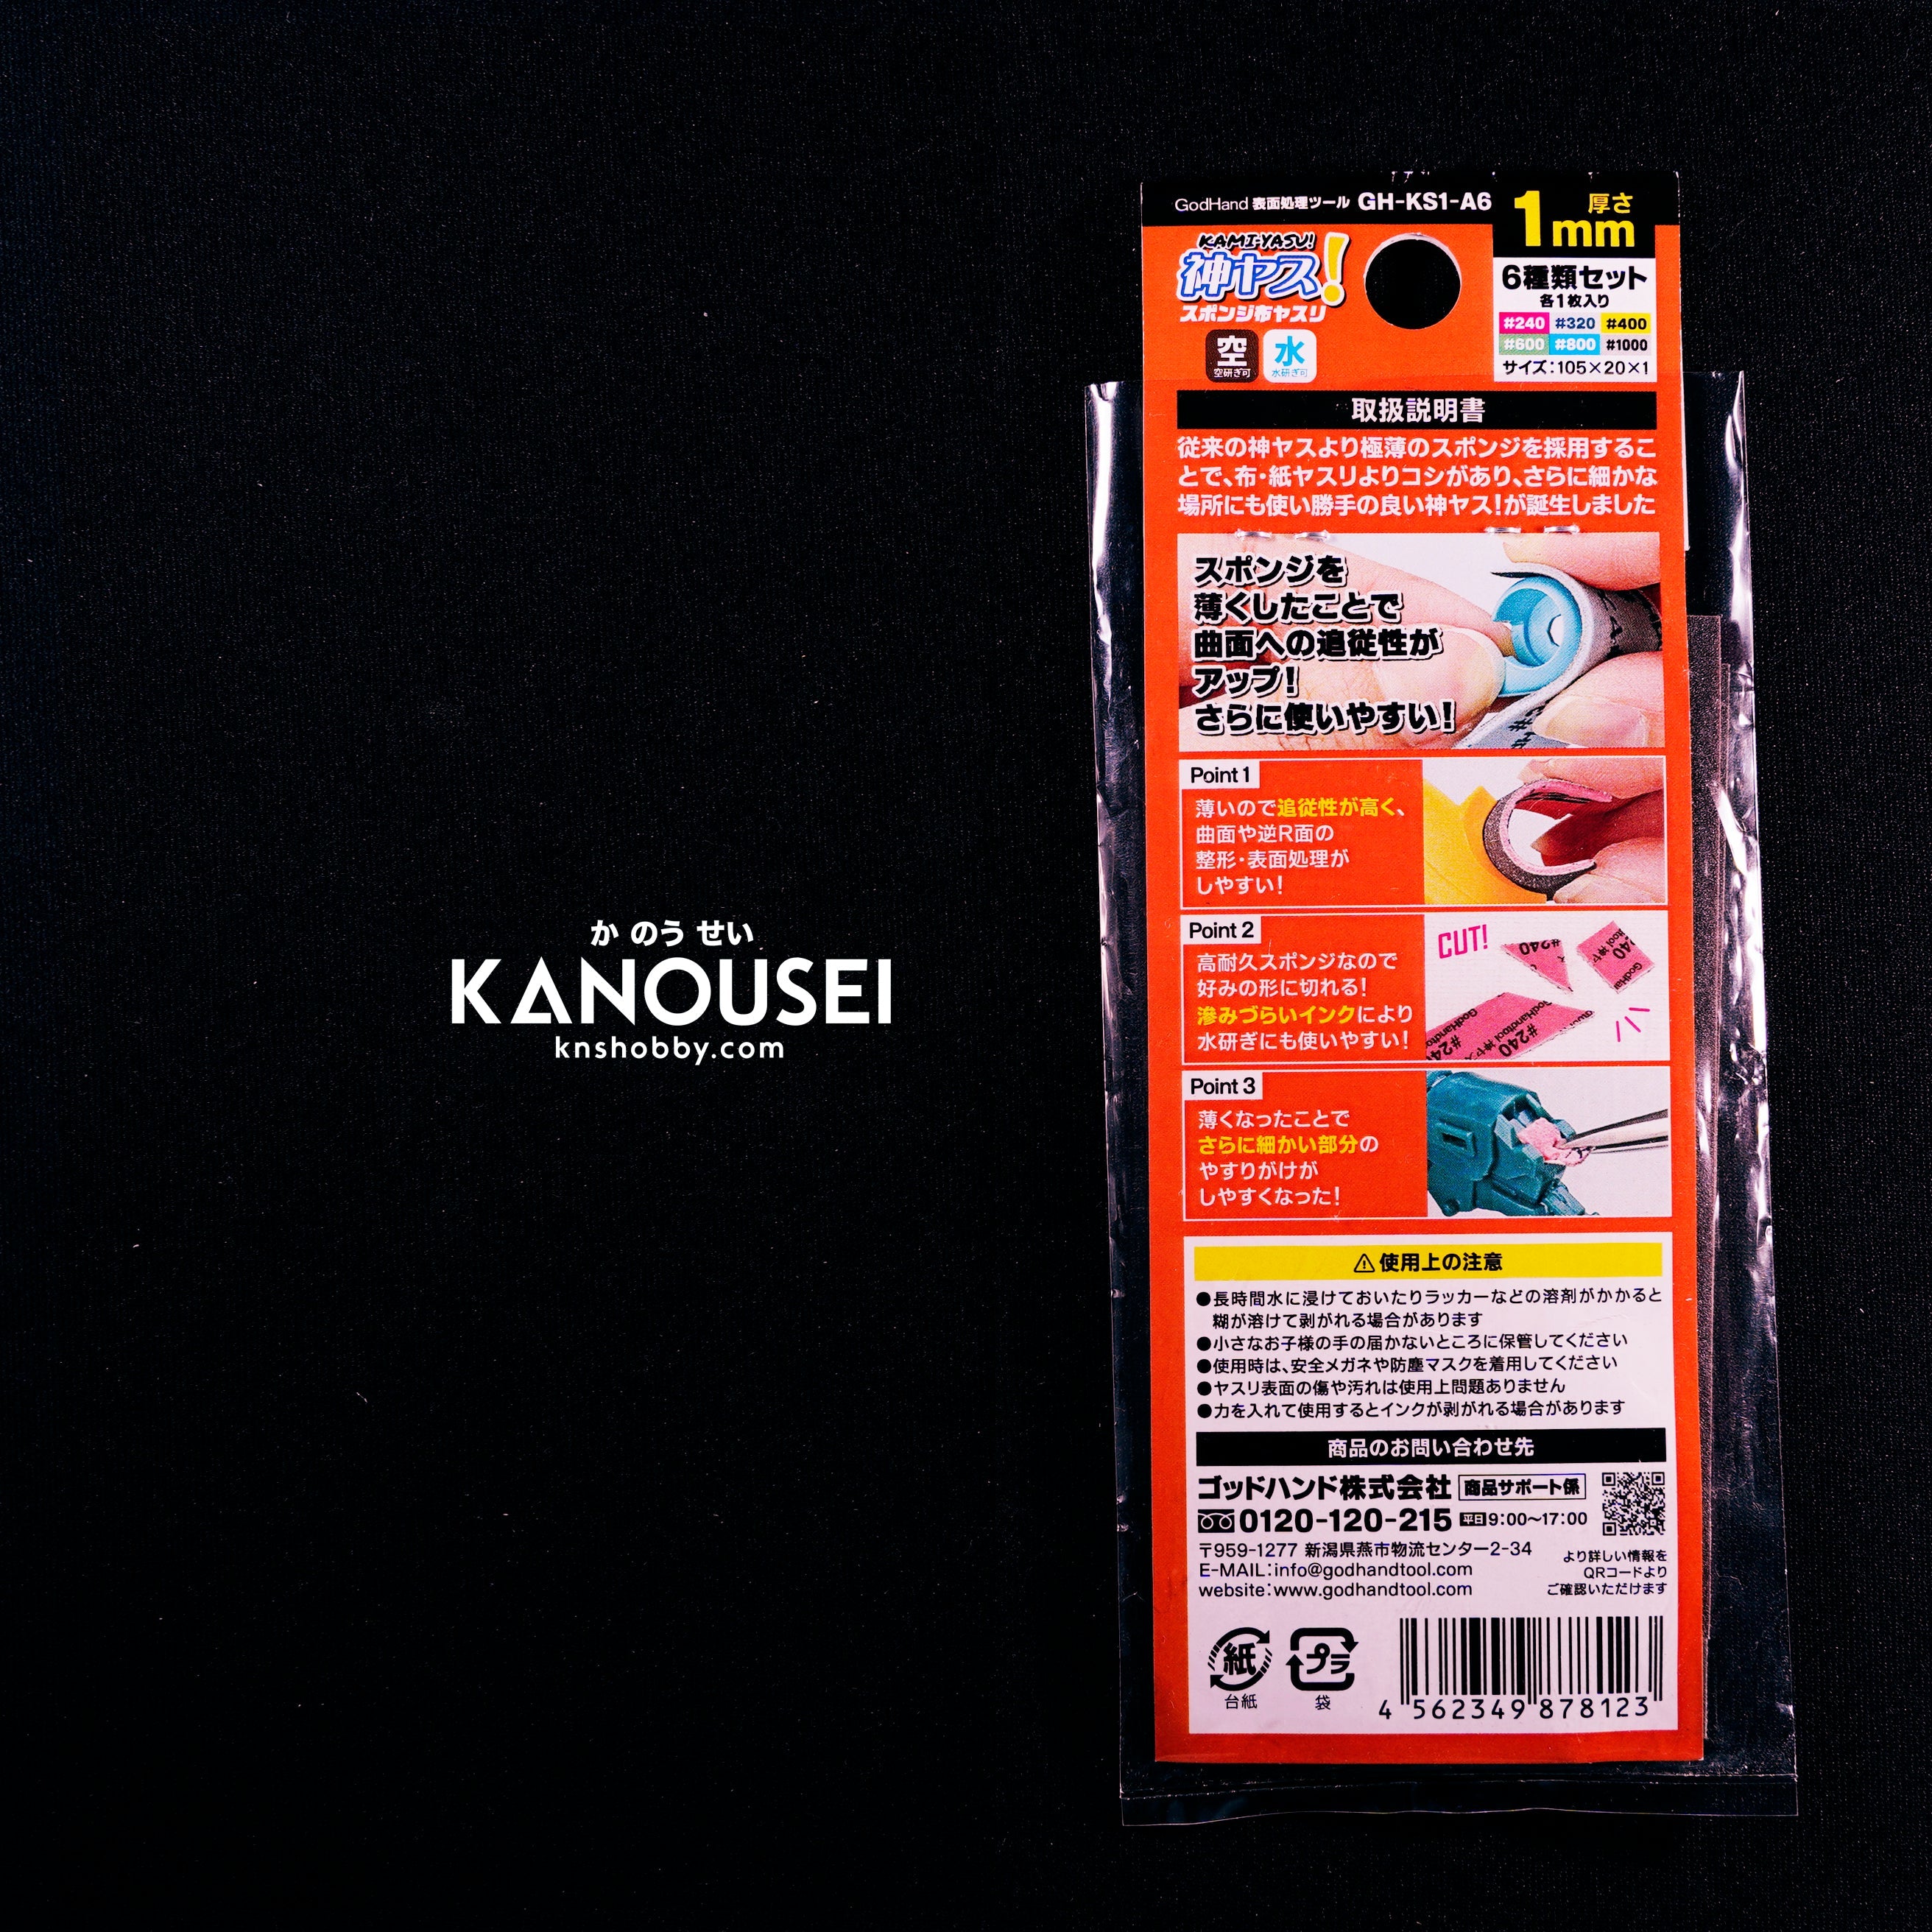 か のう せい
KANOUSEI
knshobby.com
GodHand 表面処理ツール GH-KS1-A6
厚さ
1mm
KAMI-YASU!
神ヤス!
スポンジ布ヤスリ
空
空研ぎ可
水
水研ぎ可
6種類セット
各1枚入り
#240 #320 #400
#600 #800 #1000
サイズ:105×20×1
取扱説明書
従来の神ヤスより極薄のスポンジを採用するこ
とで、布・紙ヤスリよりコシがあり、さらに細かな
場所にも使い勝手の良い神ヤス!が誕生しました
スポンジを
薄くしたことで
曲面への追従性が
アップ!
さらに使いやすい!
Point 1
薄いので追従性が高く、
曲面や逆R面の
整形・表面処理が
しやすい!
Point 2
高耐久スポンジなので
好みの形に切れる!
滲みづらいインクにより
水研ぎにも使いやすい!
CUT!
#240
Point 3
薄くなったことで
さらに細かい部分の
やすりがけが
しやすくなった!
⚠使用上の注意
●長時間水に浸けておいたりラッカーなどの溶剤がかかると
糊が溶けて剥がれる場合があります
●小さなお子様の手の届かないところに保管してください
●使用時は、安全メガネや防塵マスクを着用してください
●ヤスリ表面の傷や汚れは使用上問題ありません
●力を入れて使用するとインクが剥がれる場合があります
商品のお問い合わせ先
ゴッドハンド株式会社 商品サポート係
0120-120-215 平日9:00〜17:00
〒959-1277 新潟県燕市物流センター2-34
E-MAIL:info@godhandtool.com
website:www.godhandtool.com
より詳しい情報を
QRコードより
ご確認いただけます
紙
台紙
プラ
袋
4 562349 878123